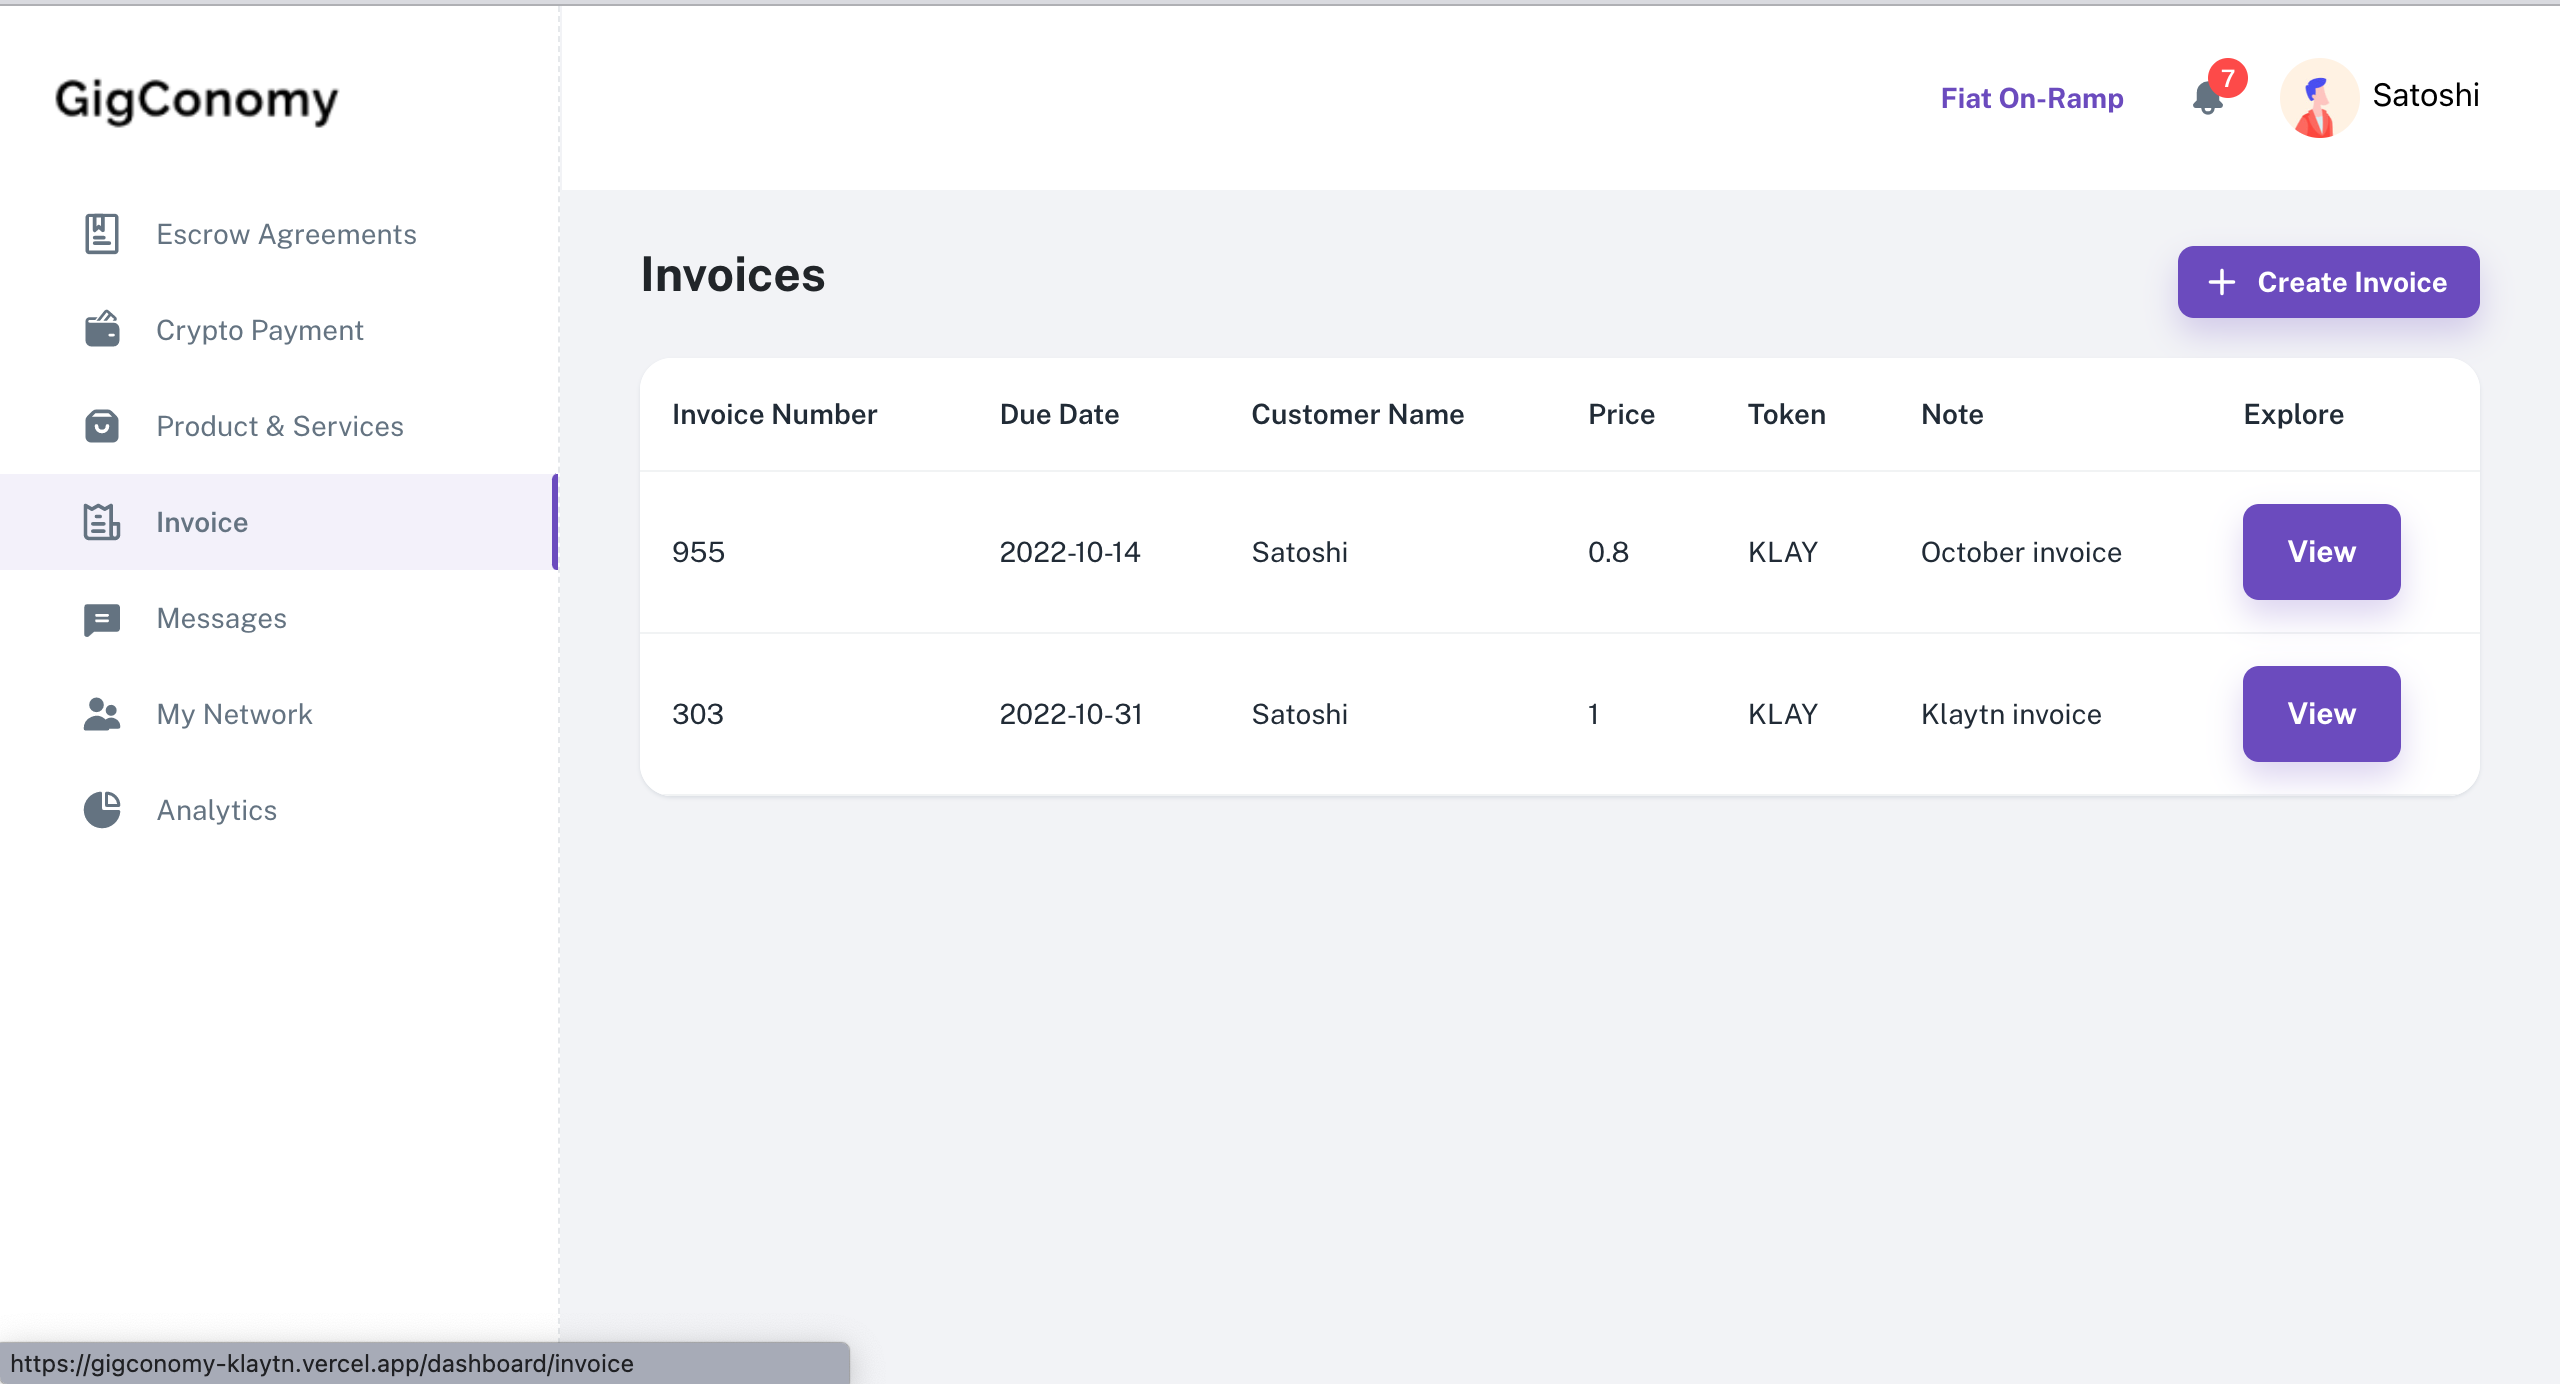 GigConomy
Fiat On-Ramp 7 Satoshi
Escrow Agreements
Crypto Payment
Product & Services
Invoice
Messages
My Network
Analytics
Invoices
Create Invoice
Invoice Number Due Date Customer Name Price Token Note Explore
955 2022-10-14 Satoshi 0.8 KLAY October invoice View
303 2022-10-31 Satoshi 1 KLAY Klaytn invoice View
https://gigconomy-klaytn.vercel.app/dashboard/invoice